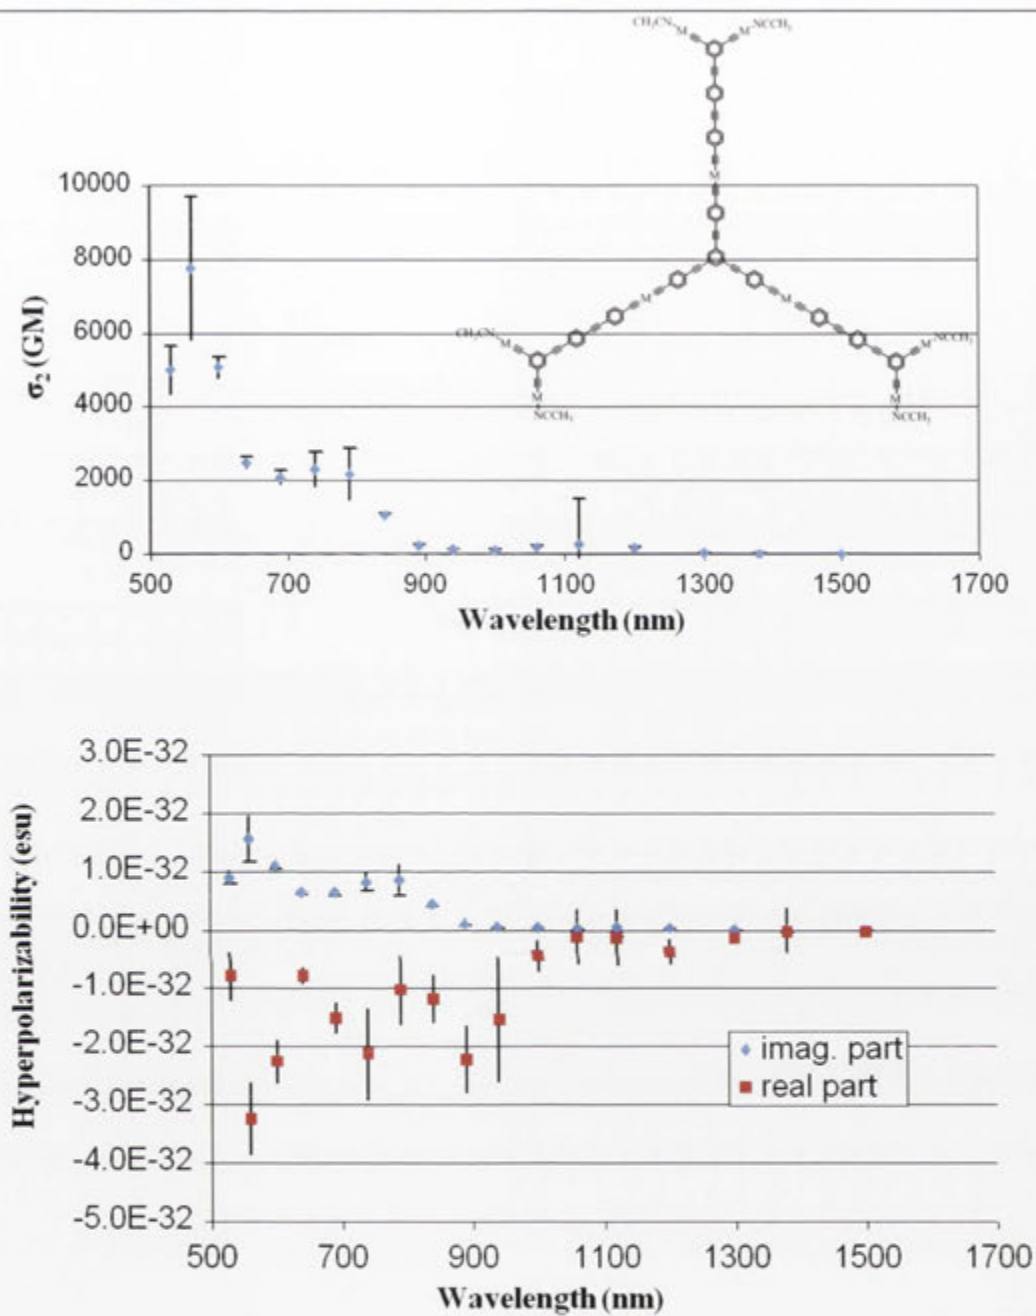 CH₃CN M M NCCH₃
M
10000
8000
6000
4000
2000
0
σ₂ (GM)
M M
CH₃CN M M NCCH₃
M M
NCCH₃ NCCH₃
500 700 900 1100 1300 1500 1700
Wavelength (nm)
3.0E-32
2.0E-32
1.0E-32
0.0E+00
-1.0E-32
-2.0E-32
-3.0E-32
-4.0E-32
-5.0E-32
Hyperpolarizability (esu)
imag. part
real part
500 700 900 1100 1300 1500 1700
Wavelength (nm)